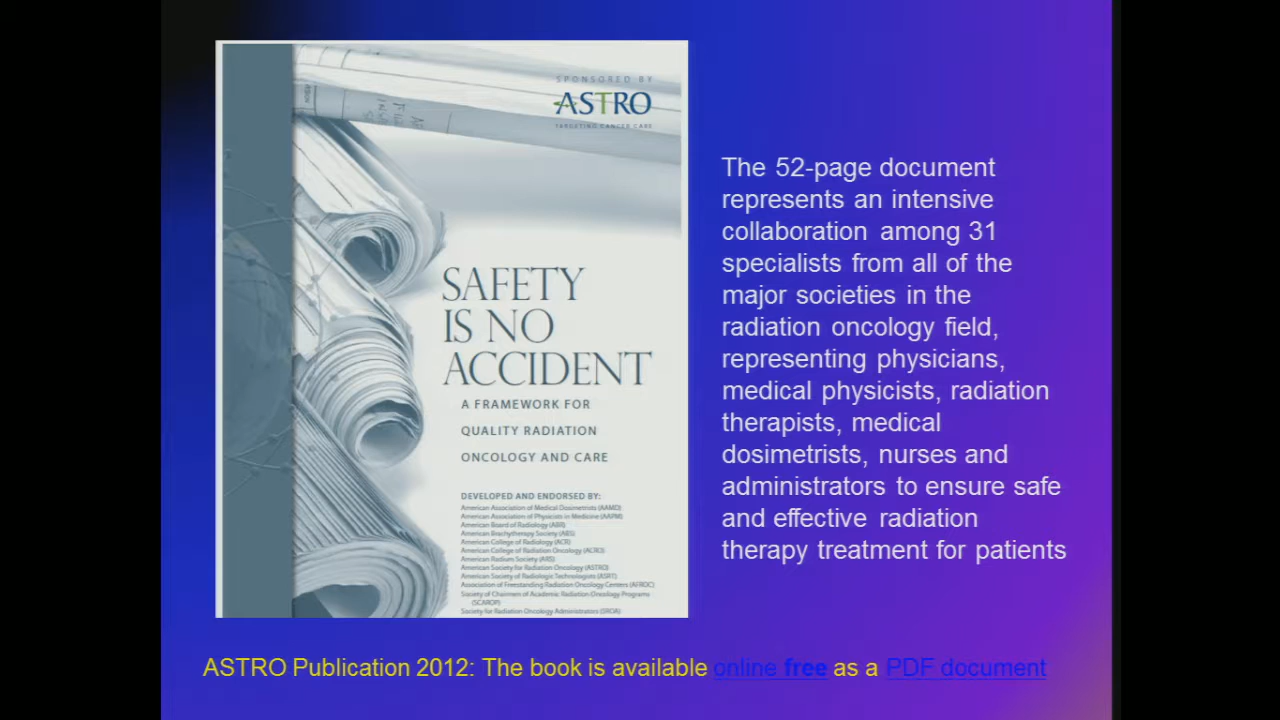 SPONSORED BY
ASTRO
TARGETING CANCER CARE
SAFETY
IS NO
ACCIDENT
A FRAMEWORK FOR
QUALITY RADIATION
ONCOLOGY AND CARE
DEVELOPED AND ENDORSED BY:
American Association of Medical Dosimetrists (AAMD)
American Association of Physicists in Medicine (AAPM)
American Board of Radiology (ABR)
American Brachytherapy Society (ABS)
American College of Radiology (ACR)
American College of Radiation Oncology (ACRO)
American Radium Society (ARS)
American Society for Radiation Oncology (ASTRO)
American Society of Radiologic Technologists (ASRT)
Association of Freestanding Radiation Oncology Centers (AFROC)
Society of Chairmen of Academic Radiation Oncology Programs
(SCAROP)
Society for Radiation Oncology Administrators (SROA)
The 52-page document
represents an intensive
collaboration among 31
specialists from all of the
major societies in the
radiation oncology field,
representing physicians,
medical physicists, radiation
therapists, medical
dosimetrists, nurses and
administrators to ensure safe
and effective radiation
therapy treatment for patients
ASTRO Publication 2012: The book is available online free as a PDF document